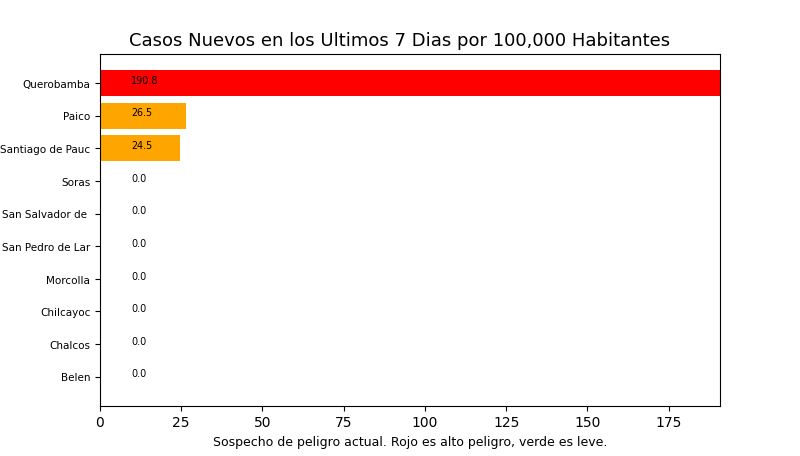 Casos Nuevos en los Ultimos 7 Dias por 100,000 Habitantes
Querobamba 190.8
Paico 26.5
Santiago de Pauc 24.5
Soras 0.0
San Salvador de 0.0
San Pedro de Lar 0.0
Morcolla 0.0
Chilcayoc 0.0
Chalcos 0.0
Belen 0.0
0 25 50 75 100 125 150 175
Sospecho de peligro actual. Rojo es alto peligro, verde es leve.